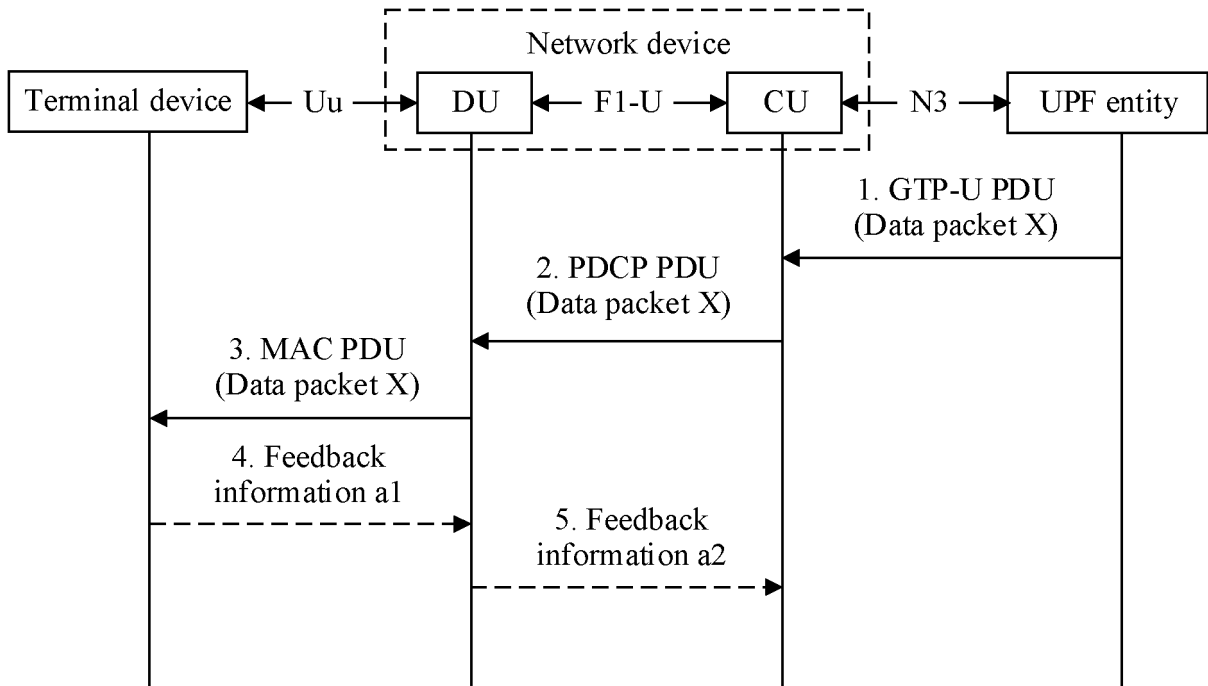 Network device
Terminal device
Uu
DU
F1-U
CU
N3
UPF entity
1. GTP-U PDU
(Data packet X)
2. PDCP PDU
(Data packet X)
3. MAC PDU
(Data packet X)
4. Feedback
information a1
5. Feedback
information a2